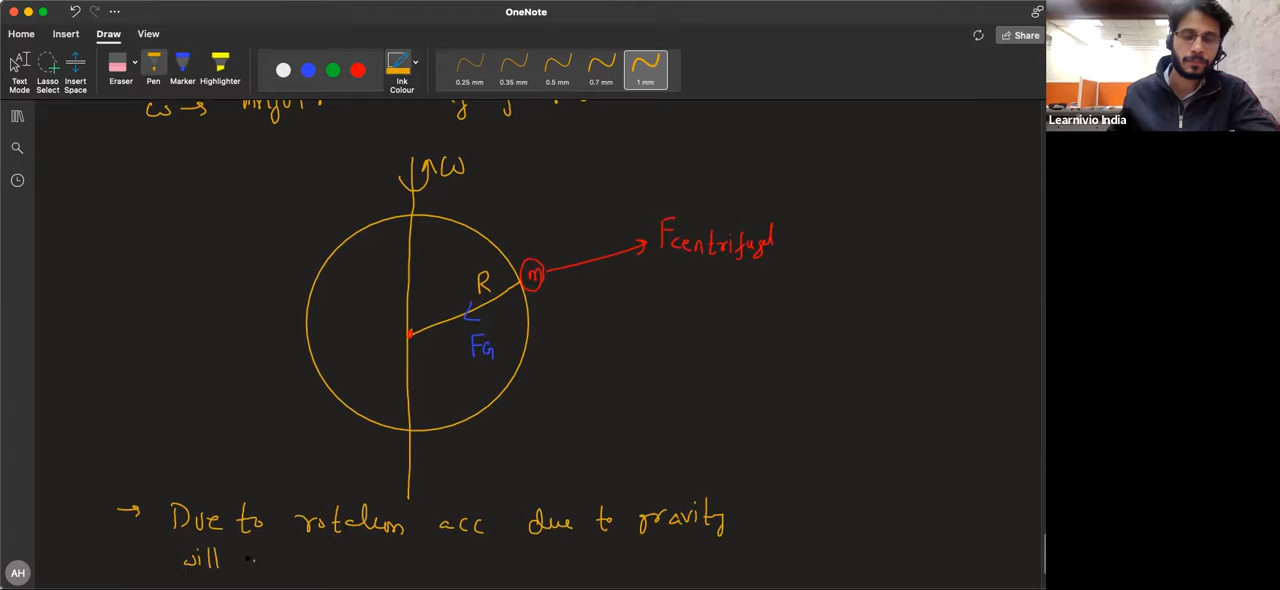 OneNote
Home Insert Draw View
Share
Text Mode
Lasso Select
Insert Space
Eraser
Pen
Marker
Highlighter
Ink Colour
0.25 mm
0.35 mm
0.5 mm
0.7 mm
1 mm
Learnivio India
ω
Fcentrifugal
m
R
FG
→ Due to rotation acc due to gravity
will
AH